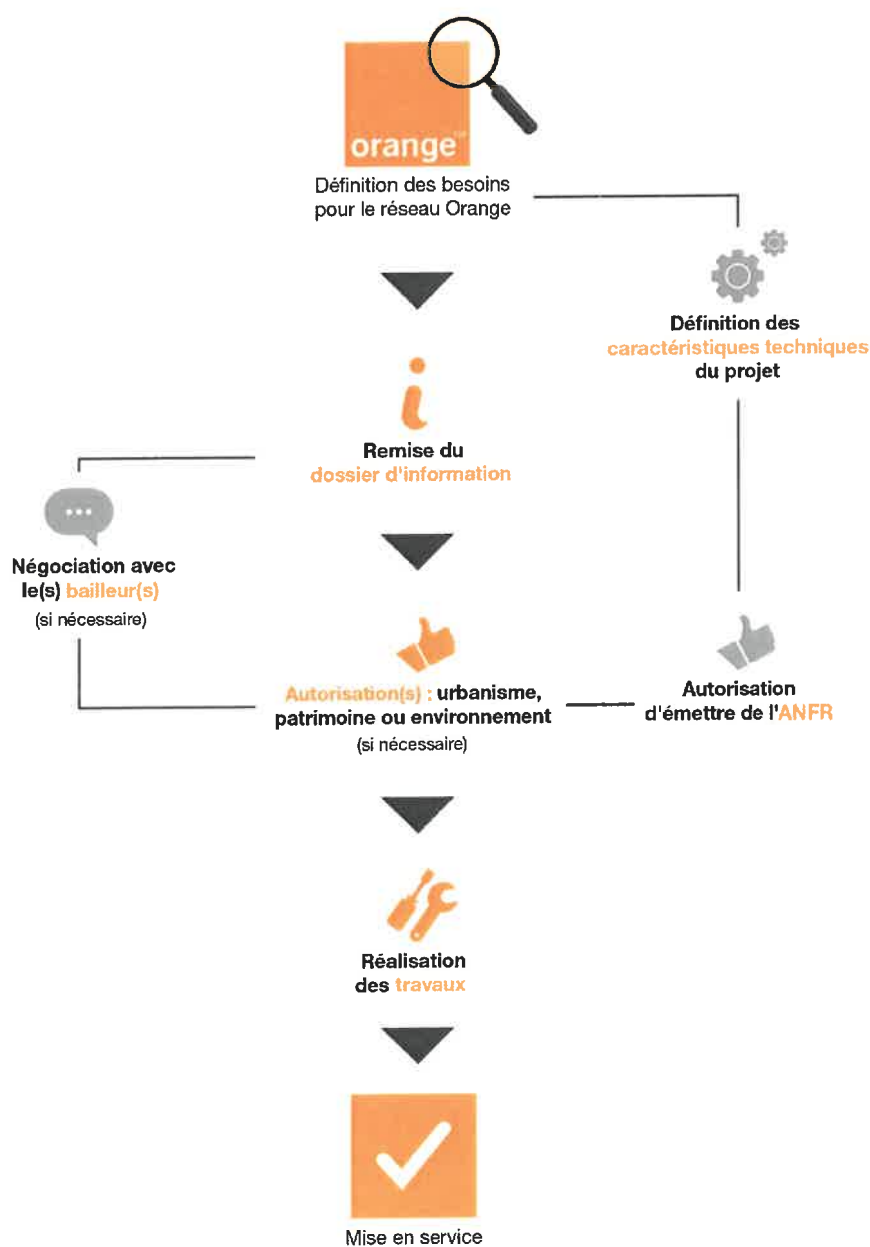 orange™
Définition des besoins
pour le réseau Orange
Définition des
caractéristiques techniques
du projet
Remise du
dossier d'information
Négociation avec
le(s) bailleur(s)
(si nécessaire)
Autorisation(s) : urbanisme,
patrimoine ou environnement
(si nécessaire)
Autorisation
d'émettre de l'ANFR
Réalisation
des travaux
Mise en service